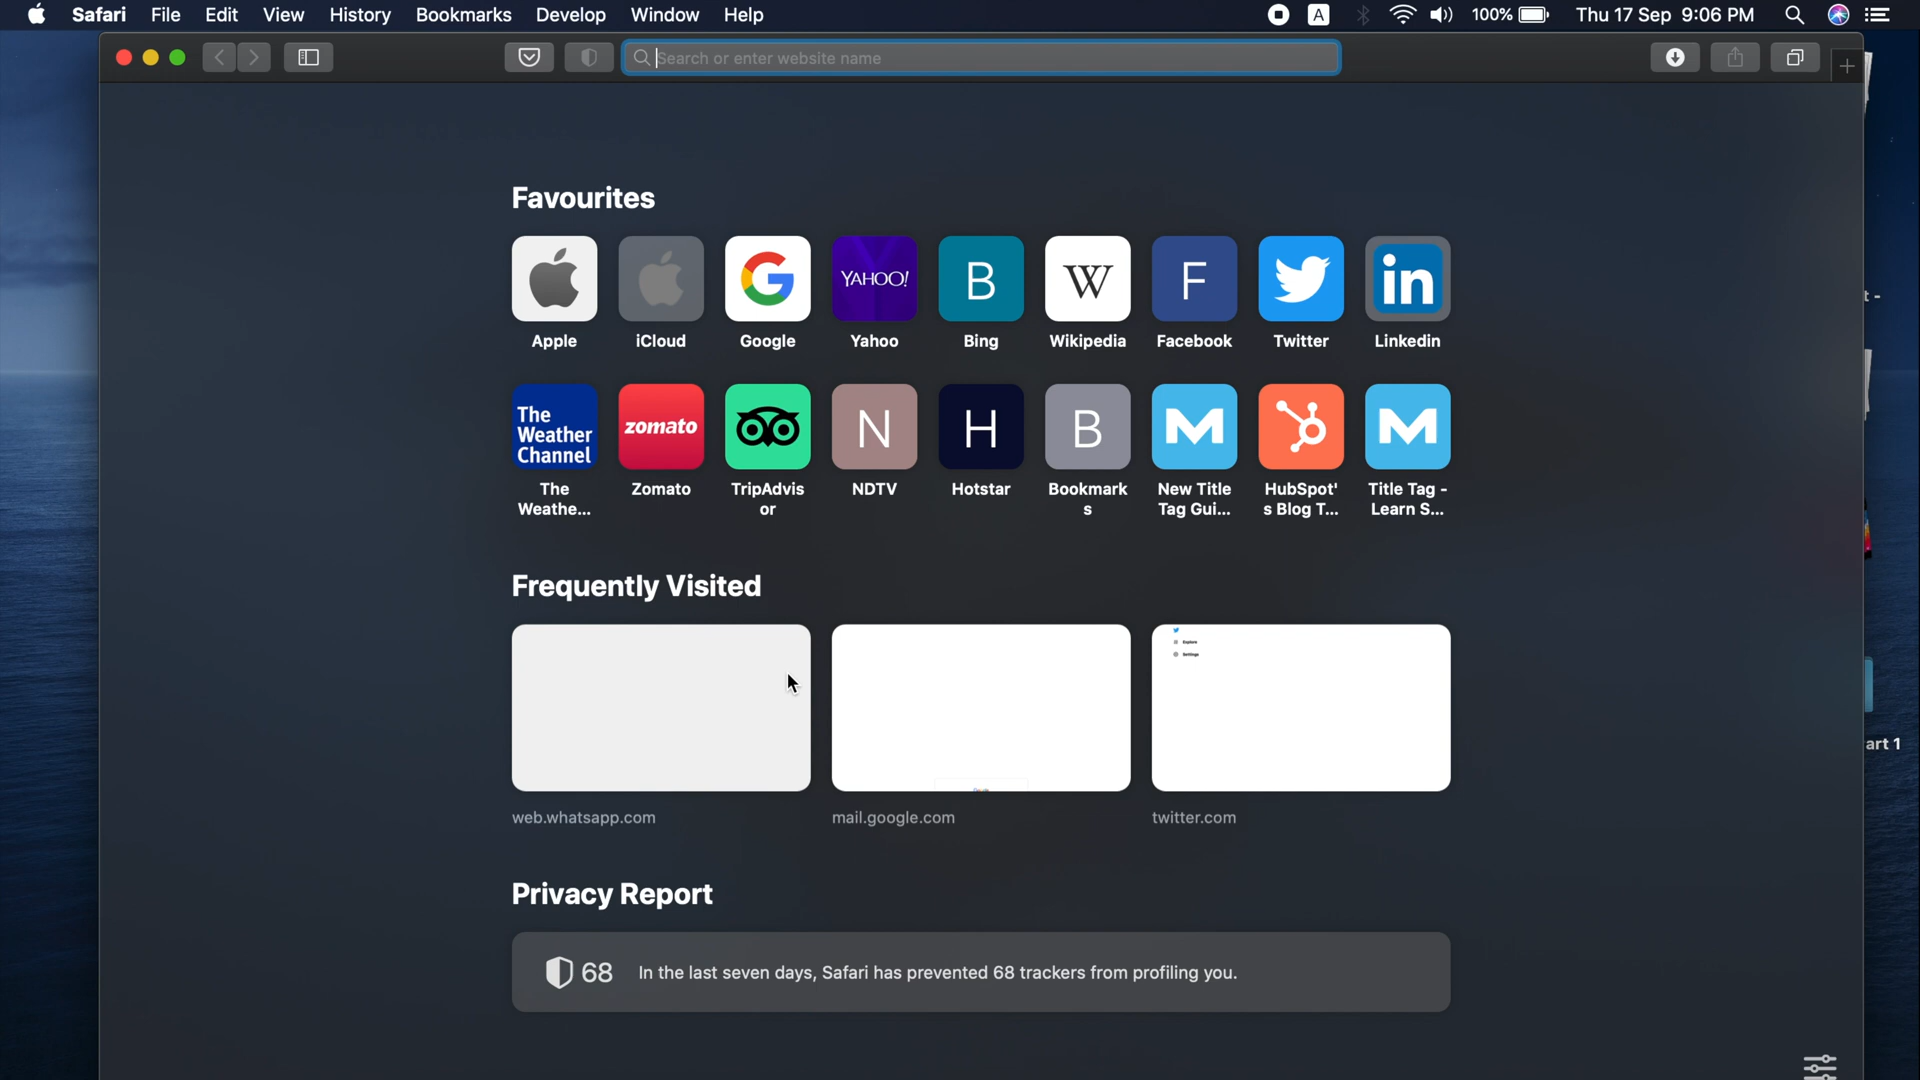 Safari File Edit View History Bookmarks Develop Window Help A 100% Thu 17 Sep 9:06 PM
Search or enter website name
Favourites
YAHOO! B W F in
Apple iCloud Google Yahoo Bing Wikipedia Facebook Twitter Linkedin
The Weather Channel zomato N H B M M
The Weathe... Zomato TripAdvisor NDTV Hotstar Bookmarks New Title Tag Gui... HubSpot's Blog T... Title Tag - Learn S...
Frequently Visited
Explore
Settings
web.whatsapp.com mail.google.com twitter.com
Privacy Report
68 In the last seven days, Safari has prevented 68 trackers from profiling you.
t -
art 1